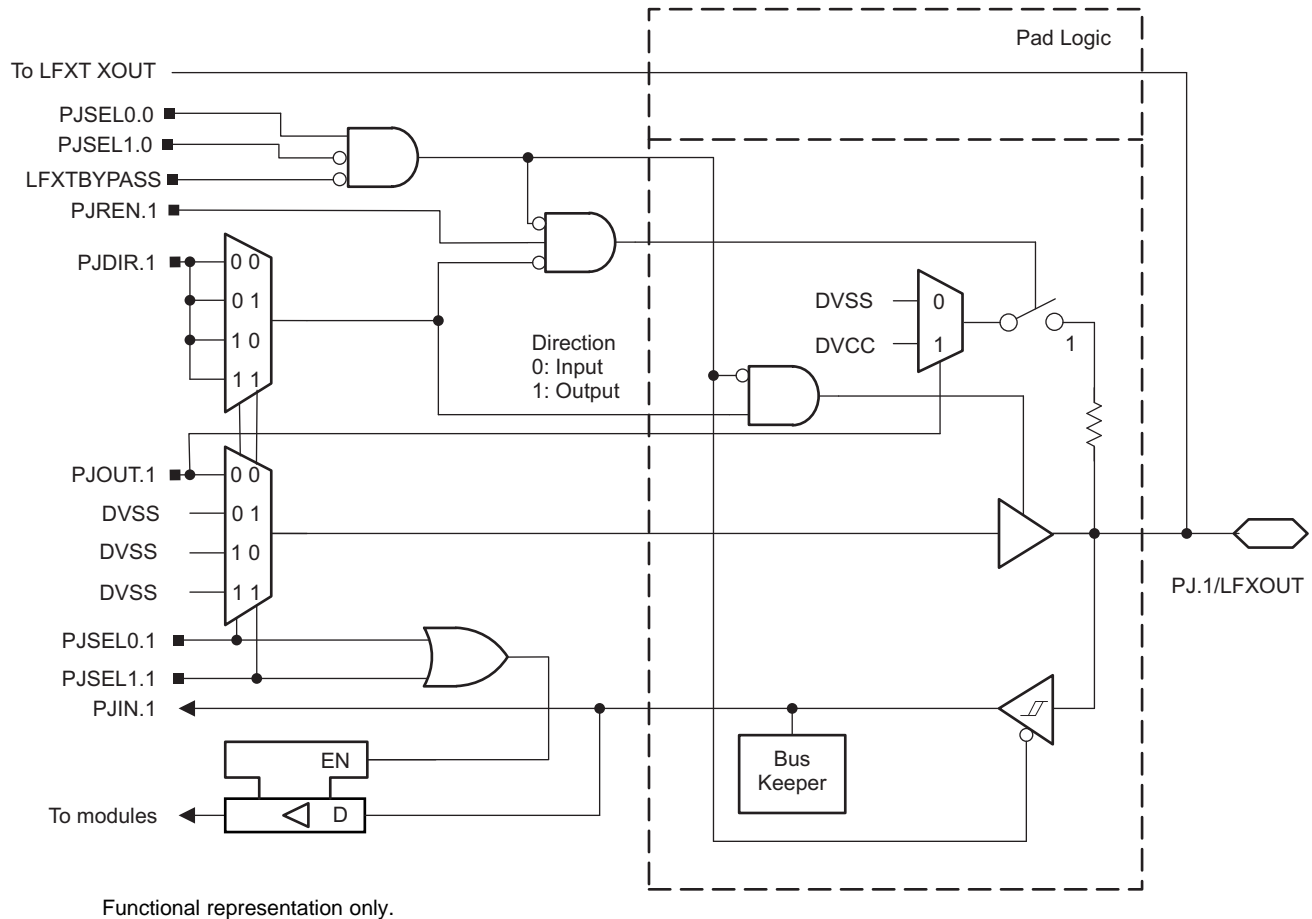 Pad Logic
To LFXT XOUT
PJSEL0.0
PJSEL1.0
LFXTBYPASS
PJREN.1
PJDIR.1
0 0
0 1
1 0
1 1
DVSS
0
DVCC
1
1
Direction
0: Input
1: Output
PJOUT.1
0 0
DVSS
0 1
DVSS
1 0
DVSS
1 1
PJ.1/LFXOUT
PJSEL0.1
PJSEL1.1
PJIN.1
EN
Bus
Keeper
To modules
D
Functional representation only.